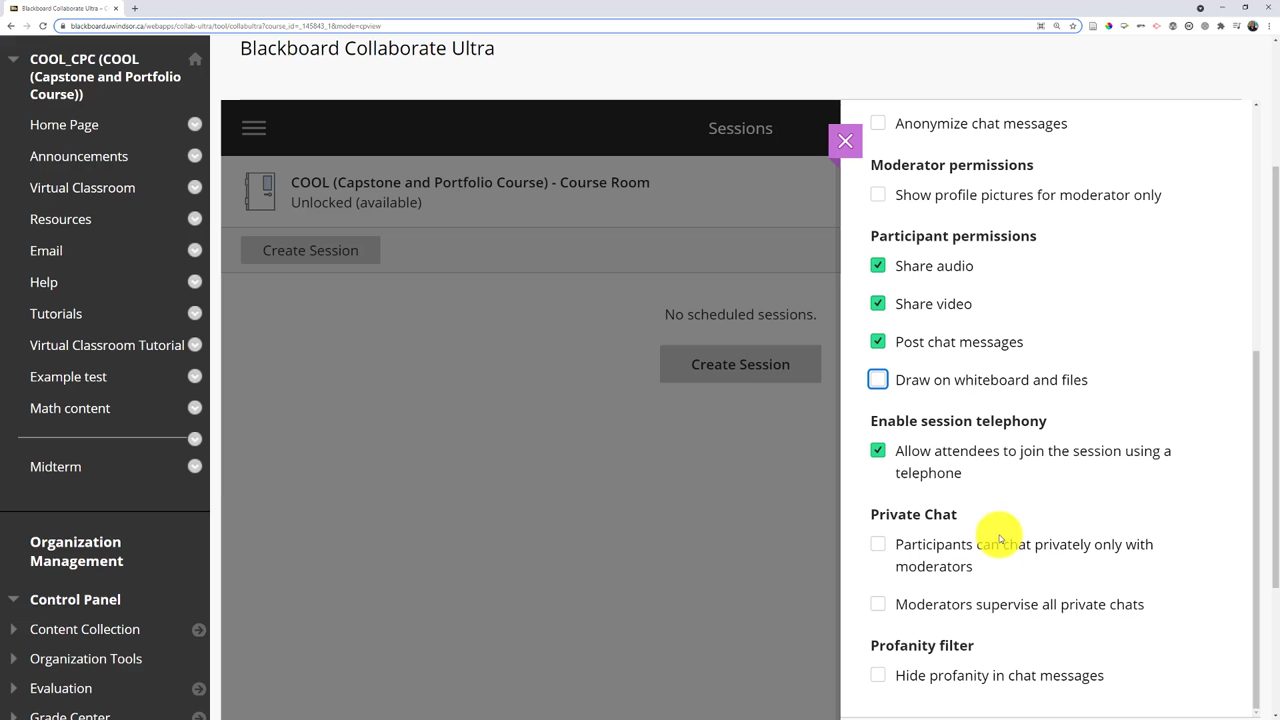 Blackboard Collaborate Ultra – C
blackboard.uwindsor.ca/webapps/collab-ultra/tool/collabultra?course_id=_145843_1&mode=cpview
COOL_CPC (COOL
(Capstone and Portfolio
Course))
Home Page
Announcements
Virtual Classroom
Resources
Email
Help
Tutorials
Virtual Classroom Tutorial
Example test
Math content
Midterm
Organization
Management
Control Panel
Content Collection
Organization Tools
Evaluation
Grade Center
Blackboard Collaborate Ultra
Sessions
COOL (Capstone and Portfolio Course) - Course Room
Unlocked (available)
Create Session
No scheduled sessions.
Create Session
Anonymize chat messages
Moderator permissions
Show profile pictures for moderator only
Participant permissions
Share audio
Share video
Post chat messages
Draw on whiteboard and files
Enable session telephony
Allow attendees to join the session using a
telephone
Private Chat
Participants can chat privately only with
moderators
Moderators supervise all private chats
Profanity filter
Hide profanity in chat messages